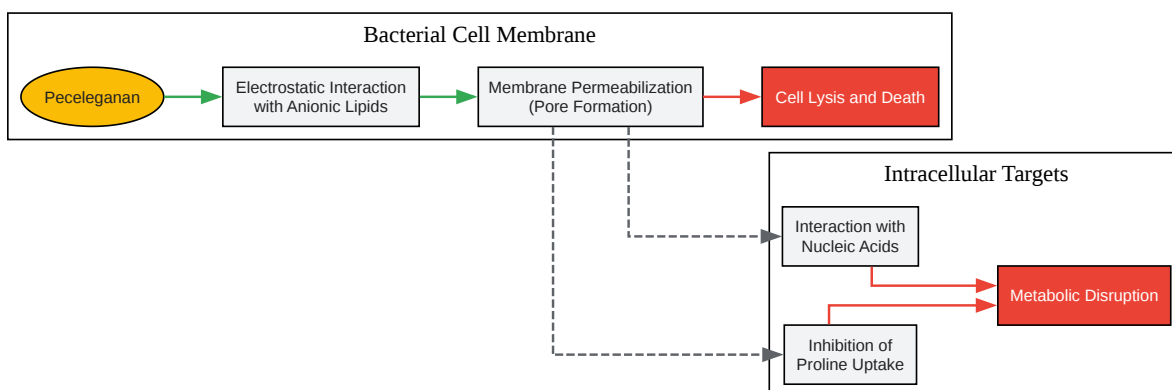 Bacterial Cell Membrane
Peceleganan
Electrostatic Interaction
with Anionic Lipids
Membrane Permeabilization
(Pore Formation)
Cell Lysis and Death
Intracellular Targets
Interaction with
Nucleic Acids
Metabolic Disruption
Inhibition of
Proline Uptake